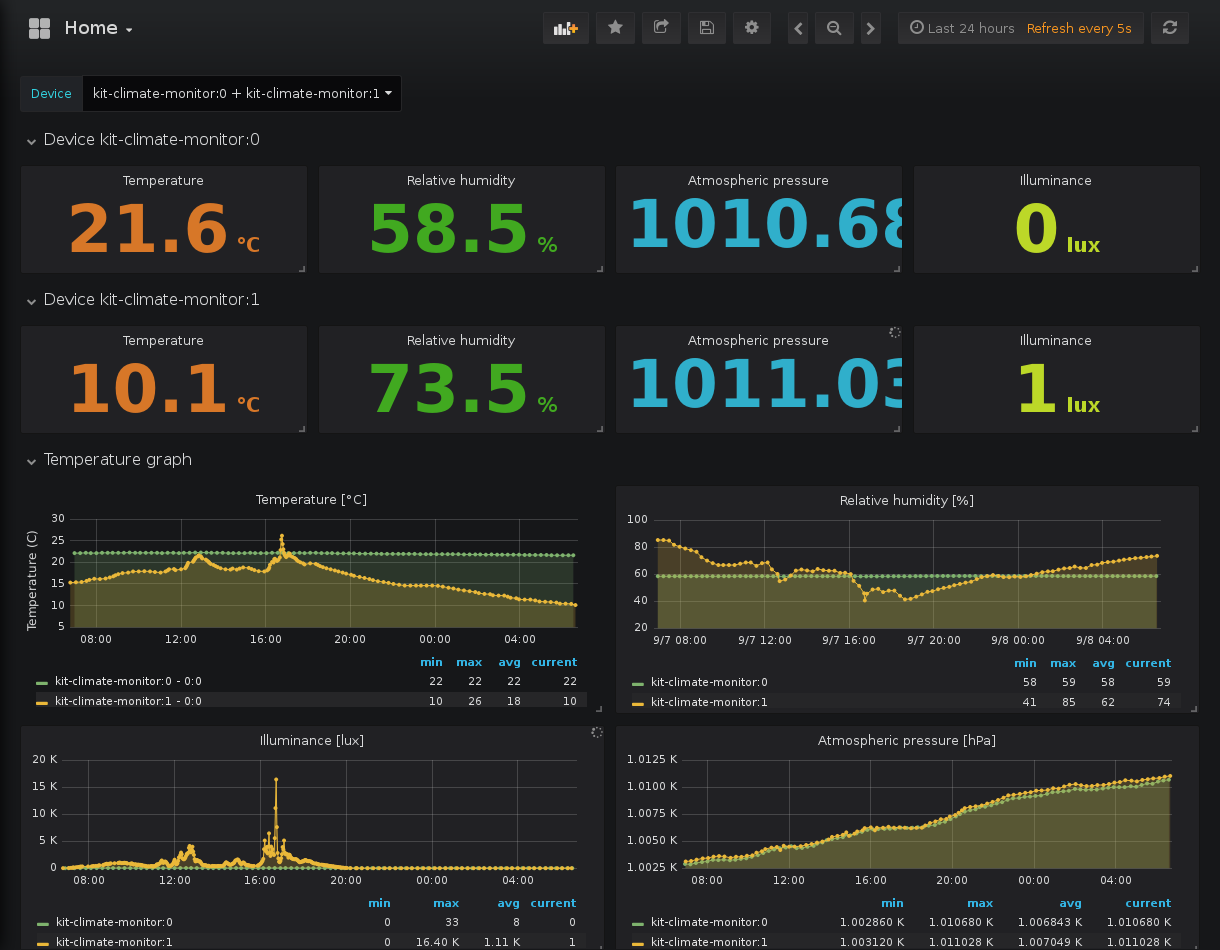 Home
Last 24 hours Refresh every 5s
Device kit-climate-monitor:0 + kit-climate-monitor:1
Device kit-climate-monitor:0
Temperature Relative humidity Atmospheric pressure Illuminance
21.6 °C 58.5 % 1010.68 0 lux
Device kit-climate-monitor:1
Temperature Relative humidity Atmospheric pressure Illuminance
10.1 °C 73.5 % 1011.03 1 lux
Temperature graph
Temperature [°C]
Temperature (C)
30
25
20
15
10
5
08:00 12:00 16:00 20:00 00:00 04:00
min max avg current
kit-climate-monitor:0 - 0:0 22 22 22 22
kit-climate-monitor:1 - 0:0 10 26 18 10
Relative humidity [%]
100
80
60
40
20
9/7 08:00 9/7 12:00 9/7 16:00 9/7 20:00 9/8 00:00 9/8 04:00
min max avg current
kit-climate-monitor:0 58 59 58 59
kit-climate-monitor:1 41 85 62 74
Illuminance [lux]
20 K
15 K
10 K
5 K
0
08:00 12:00 16:00 20:00 00:00 04:00
min max avg current
kit-climate-monitor:0 0 33 8 0
kit-climate-monitor:1 0 16.40 K 1.11 K 1
Atmospheric pressure [hPa]
1.0125 K
1.0100 K
1.0075 K
1.0050 K
1.0025 K
08:00 12:00 16:00 20:00 00:00 04:00
min max avg current
kit-climate-monitor:0 1.002860 K 1.010680 K 1.006843 K 1.010680 K
kit-climate-monitor:1 1.003120 K 1.011028 K 1.007049 K 1.011028 K